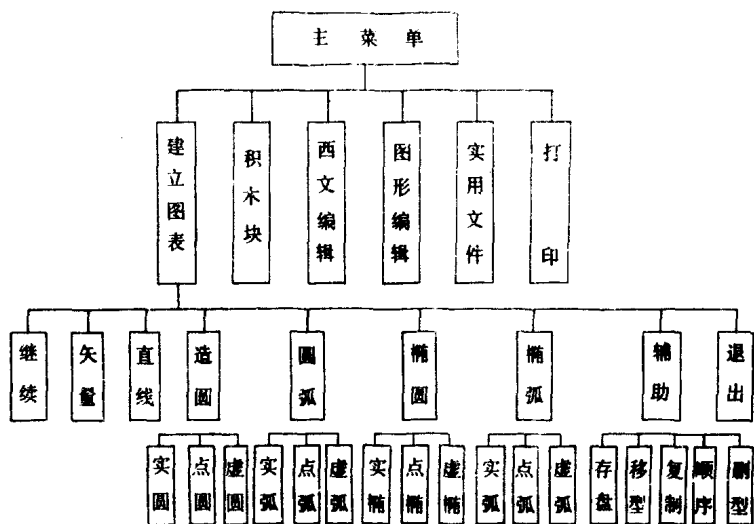 主菜单
建立图表
积木块
西文编辑
图形编辑
实用文件
打印
继续
矢量
直线
造圆
圆弧
椭圆
椭弧
辅助
退出
实圆
点圆
虚圆
实弧
点弧
虚弧
实椭
点椭
虚椭
实弧
点弧
虚弧
存盘
移型
复制
顺序
删型